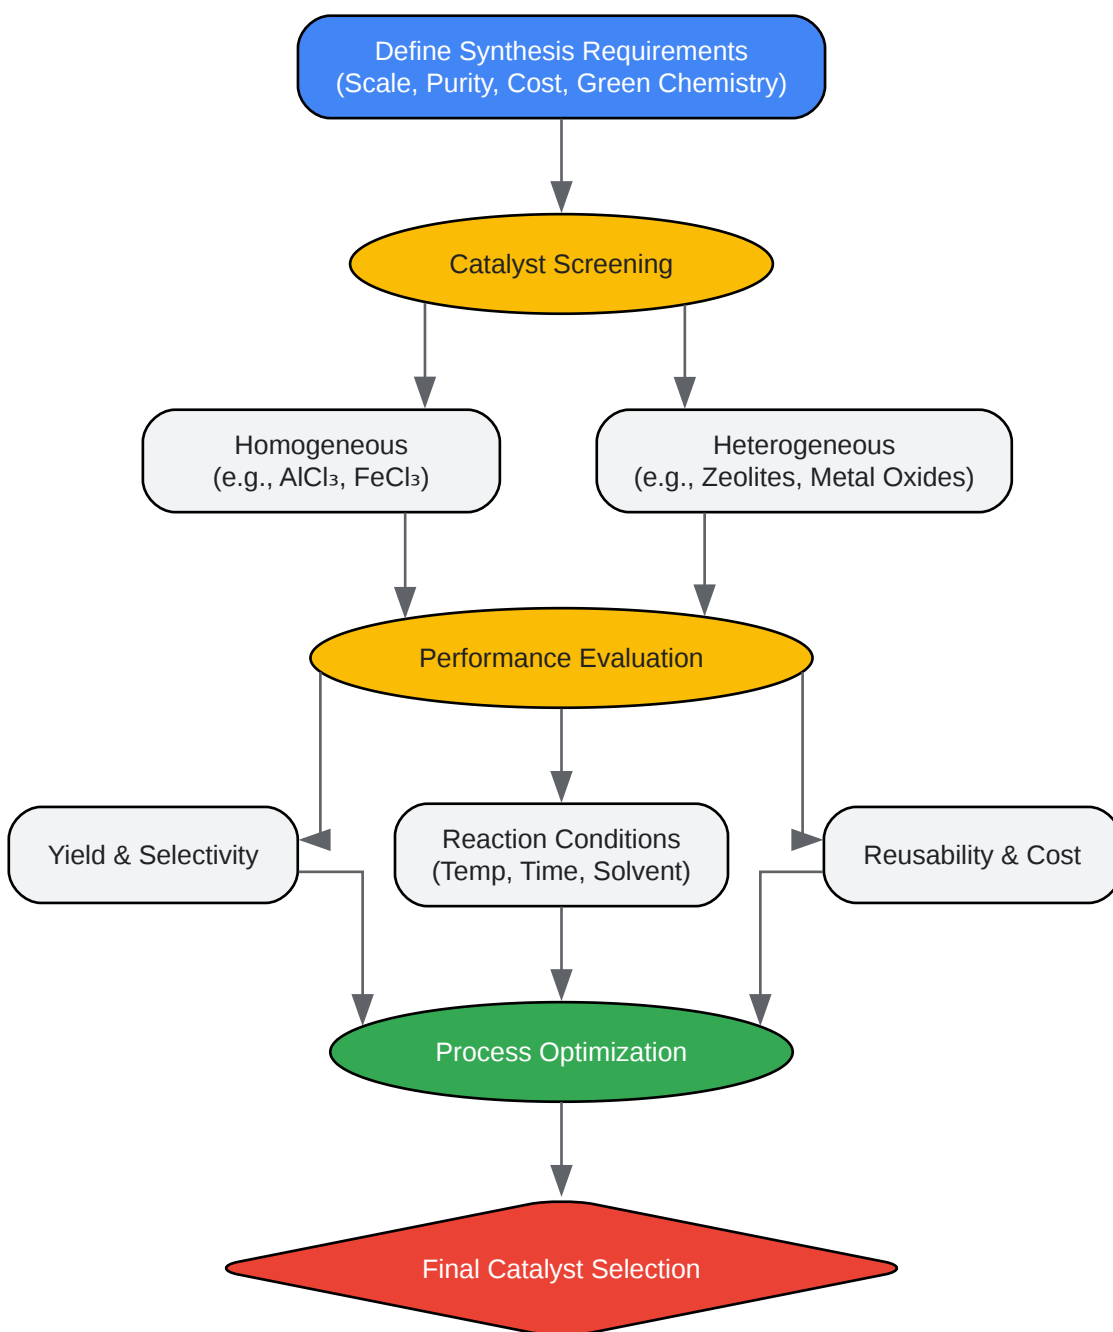 Define Synthesis Requirements
(Scale, Purity, Cost, Green Chemistry)
Catalyst Screening
Homogeneous
(e.g., AlCl₃, FeCl₃)
Heterogeneous
(e.g., Zeolites, Metal Oxides)
Performance Evaluation
Yield & Selectivity
Reaction Conditions
(Temp, Time, Solvent)
Reusability & Cost
Process Optimization
Final Catalyst Selection